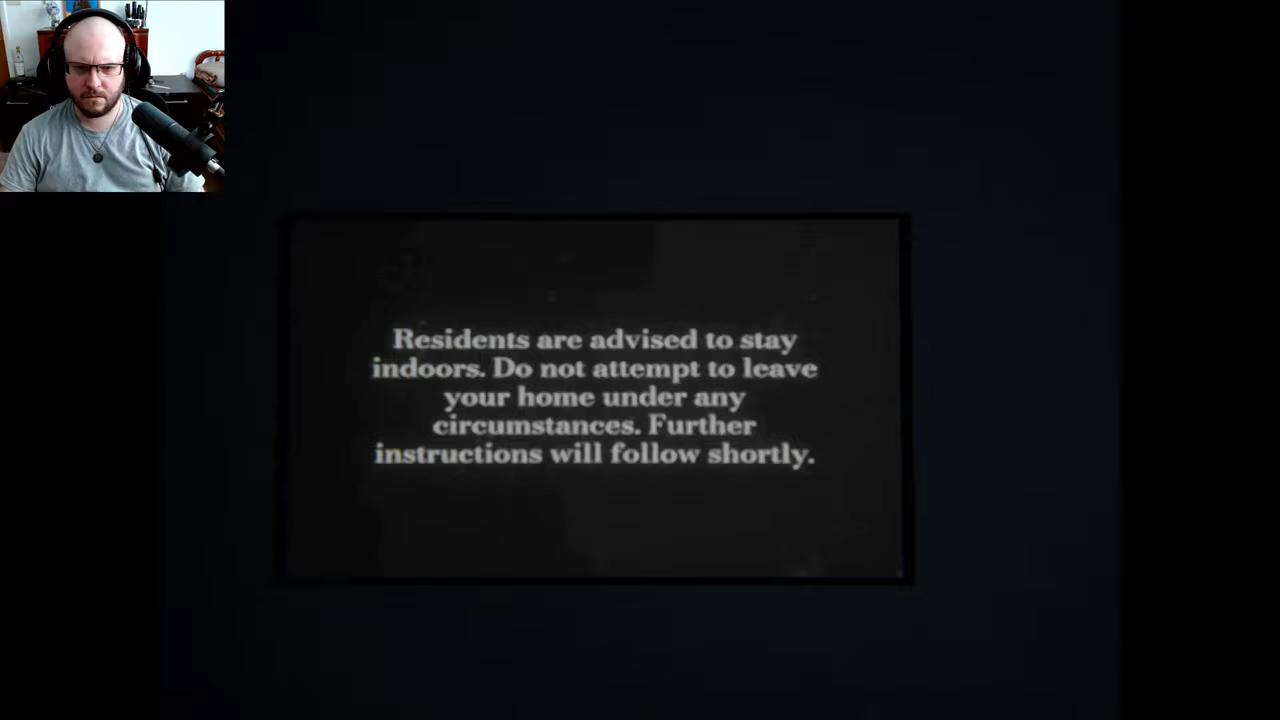 Residents are advised to stay
indoors. Do not attempt to leave
your home under any
circumstances. Further
instructions will follow shortly.